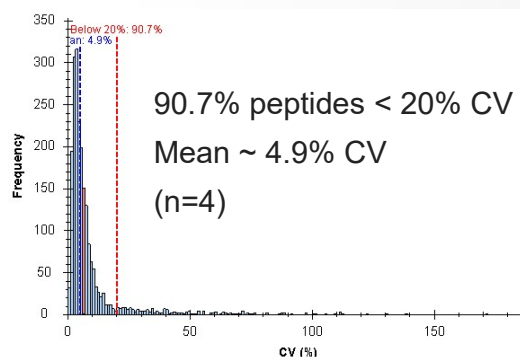 350
Below 20%: 90.7%
an: 4.9%
300
250
90.7% peptides < 20% CV
200
Mean ~ 4.9% CV
150
(n=4)
100
50
0
Frequency
0 50 100 150
CV (%)